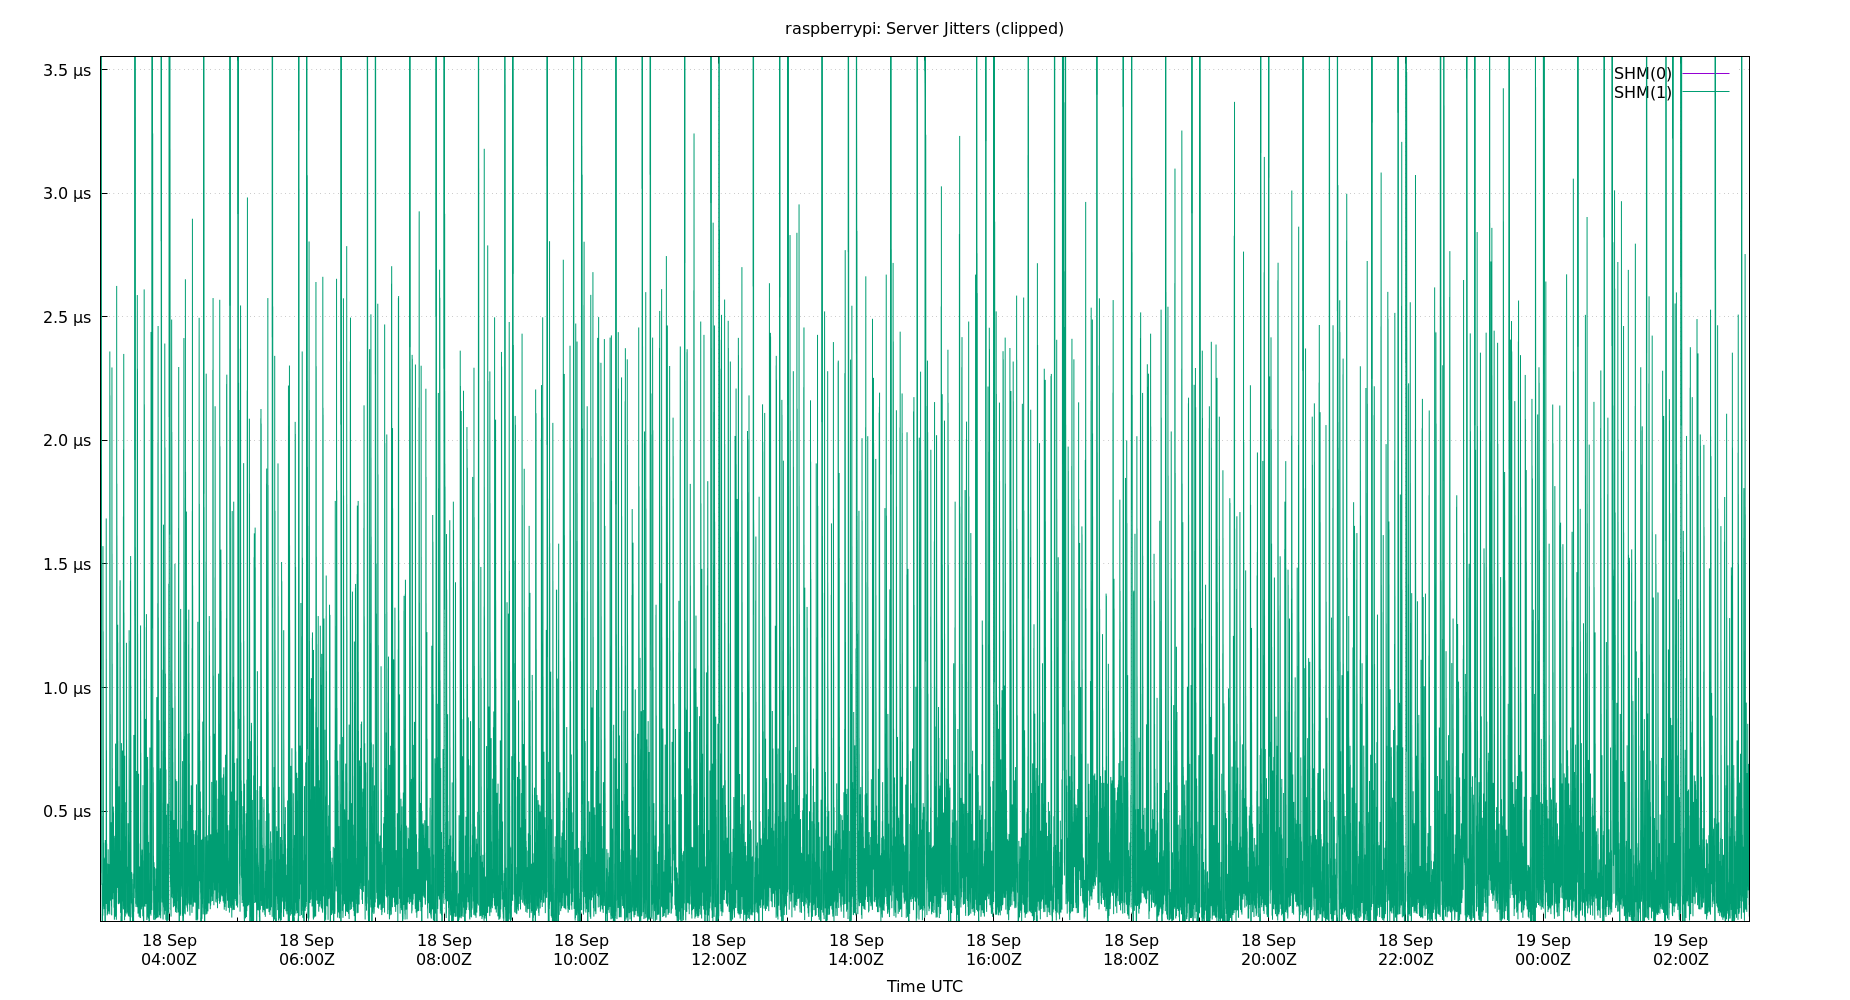 raspberrypi: Server Jitters (clipped)
3.5 µs
3.0 µs
2.5 µs
2.0 µs
1.5 µs
1.0 µs
0.5 µs
SHM(0)
SHM(1)
18 Sep 18 Sep 18 Sep 18 Sep 18 Sep 18 Sep 18 Sep 18 Sep 18 Sep 18 Sep 19 Sep 19 Sep
04:00Z 06:00Z 08:00Z 10:00Z 12:00Z 14:00Z 16:00Z 18:00Z 20:00Z 22:00Z 00:00Z 02:00Z
Time UTC